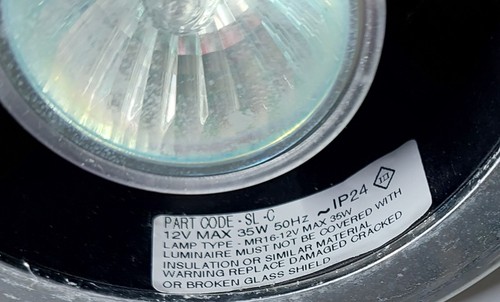 PART CODE - SL -C
12V MAX 35W 50Hz ~ IP24
LAMP TYPE - MR16-12V MAX 35W
LUMINAIRE MUST NOT BE COVERED WITH
INSULATION OR SIMILAR MATERIAL
WARNING REPLACE DAMAGED CRACKED
OR BROKEN GLASS SHIELD